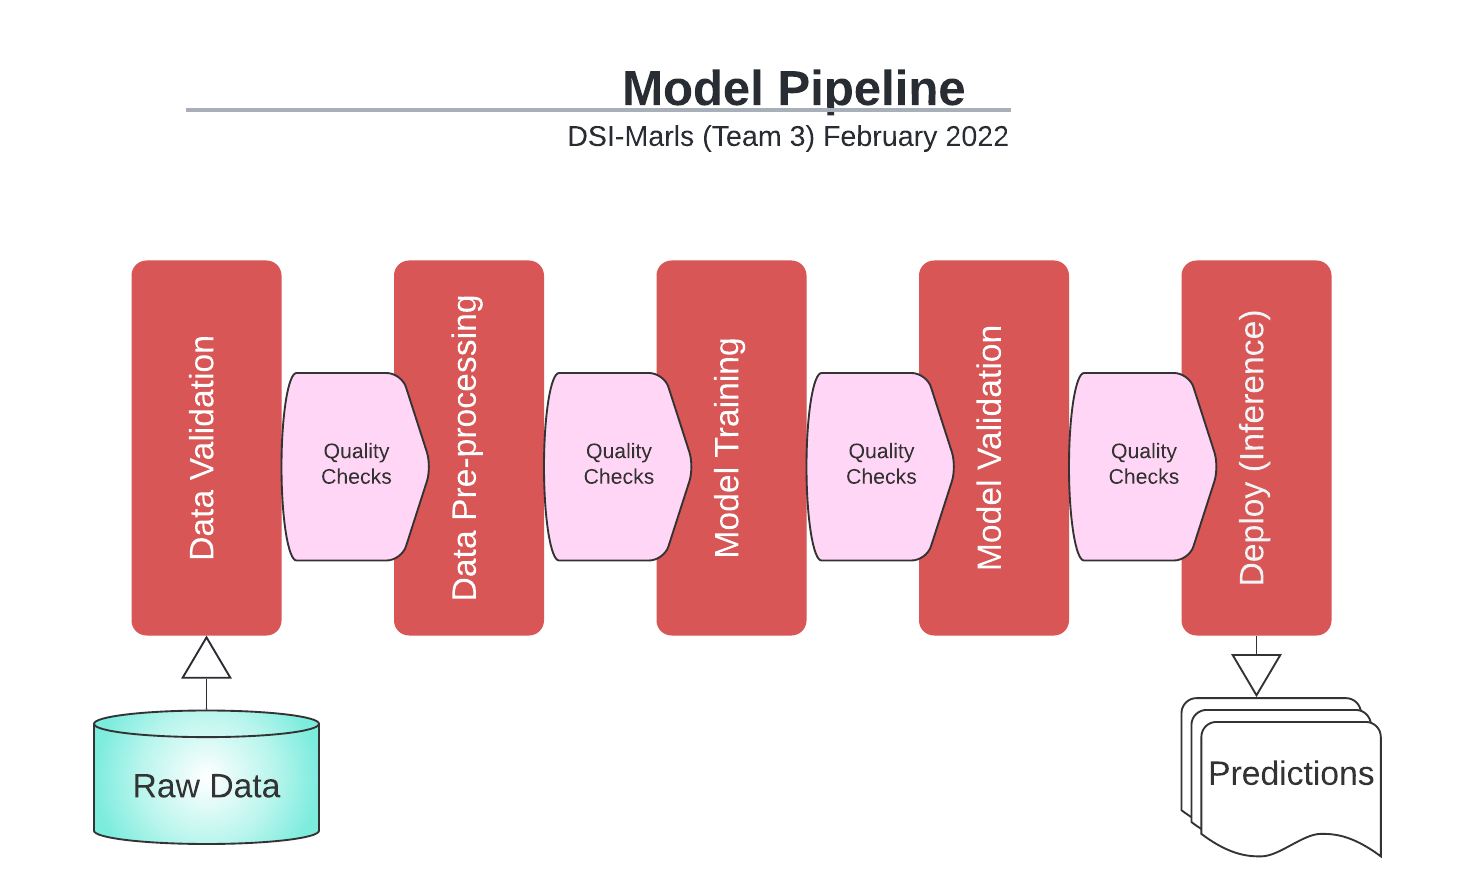 Model Pipeline
DSI-Marls (Team 3) February 2022
Data Validation
Quality
Checks
Data Pre-processing
Quality
Checks
Model Training
Quality
Checks
Model Validation
Quality
Checks
Deploy (Inference)
Raw Data
Predictions